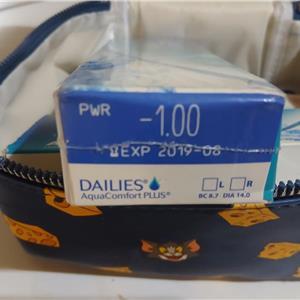 PWR -1.00
EXP 2019-08
DAILIES®
AquaComfort PLUS®
L R
BC 8.7 · DIA 14.0